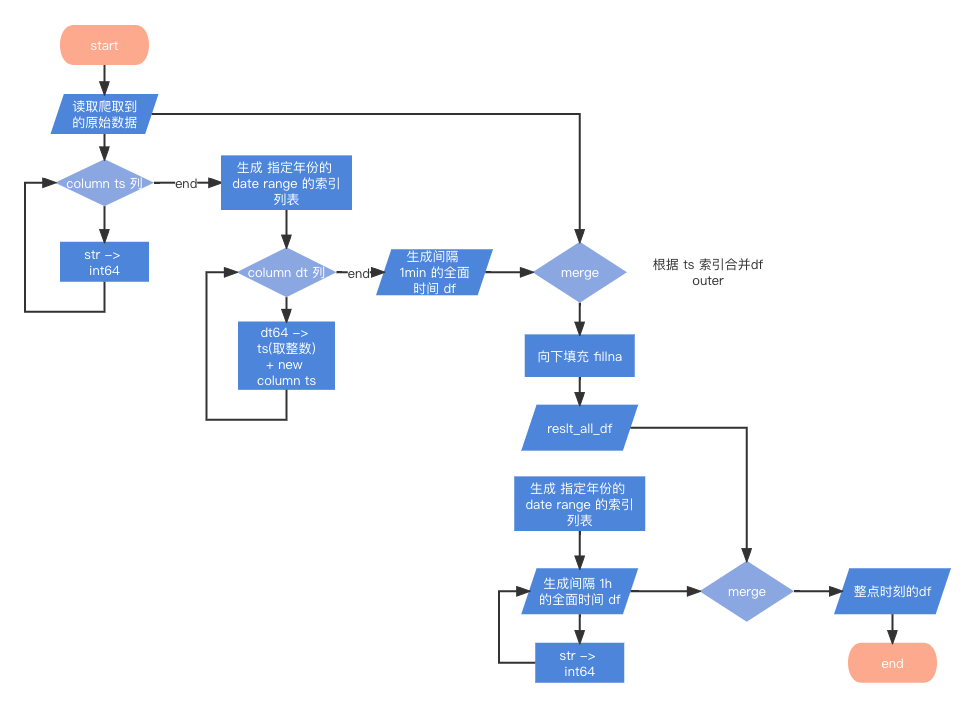 start
读取爬取到
的原始数据
column ts 列
end
str ->
int64
生成 指定年份的
date range 的索引
列表
column dt 列
end
dt64 ->
ts(取整数)
+ new
column ts
生成间隔
1min 的全面
时间 df
merge
根据 ts 索引合并df
outer
向下填充 fillna
reslt_all_df
生成 指定年份的
date range 的索引
列表
生成间隔 1h
的全面时间 df
str ->
int64
merge
整点时刻的df
end